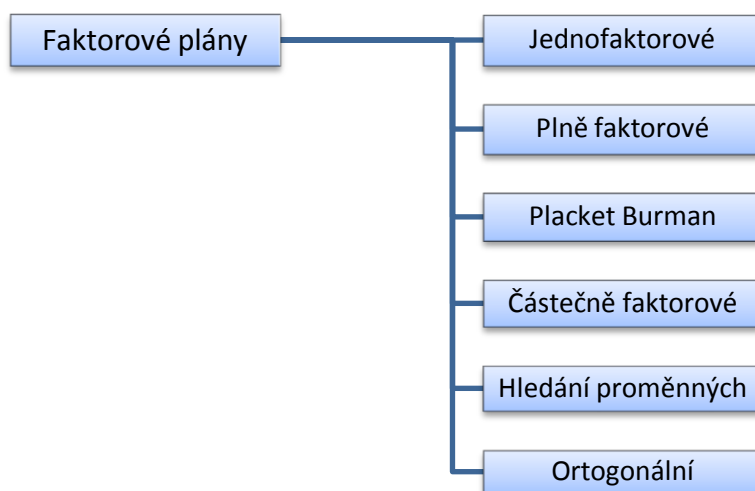 Faktorové plány
Jednofaktorové
Plně faktorové
Placket Burman
Částečně faktorové
Hledání proměnných
Ortogonální